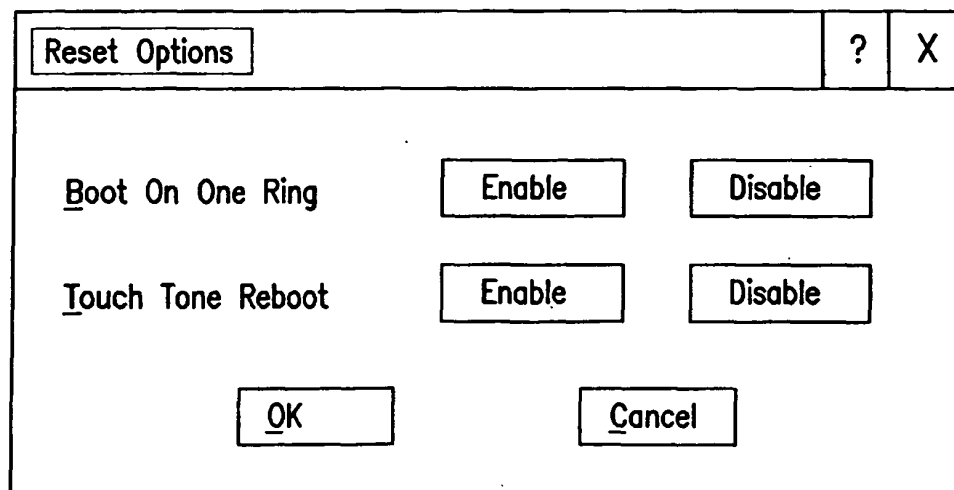 Reset Options ? X
Boot On One Ring Enable Disable
Touch Tone Reboot Enable Disable
OK Cancel